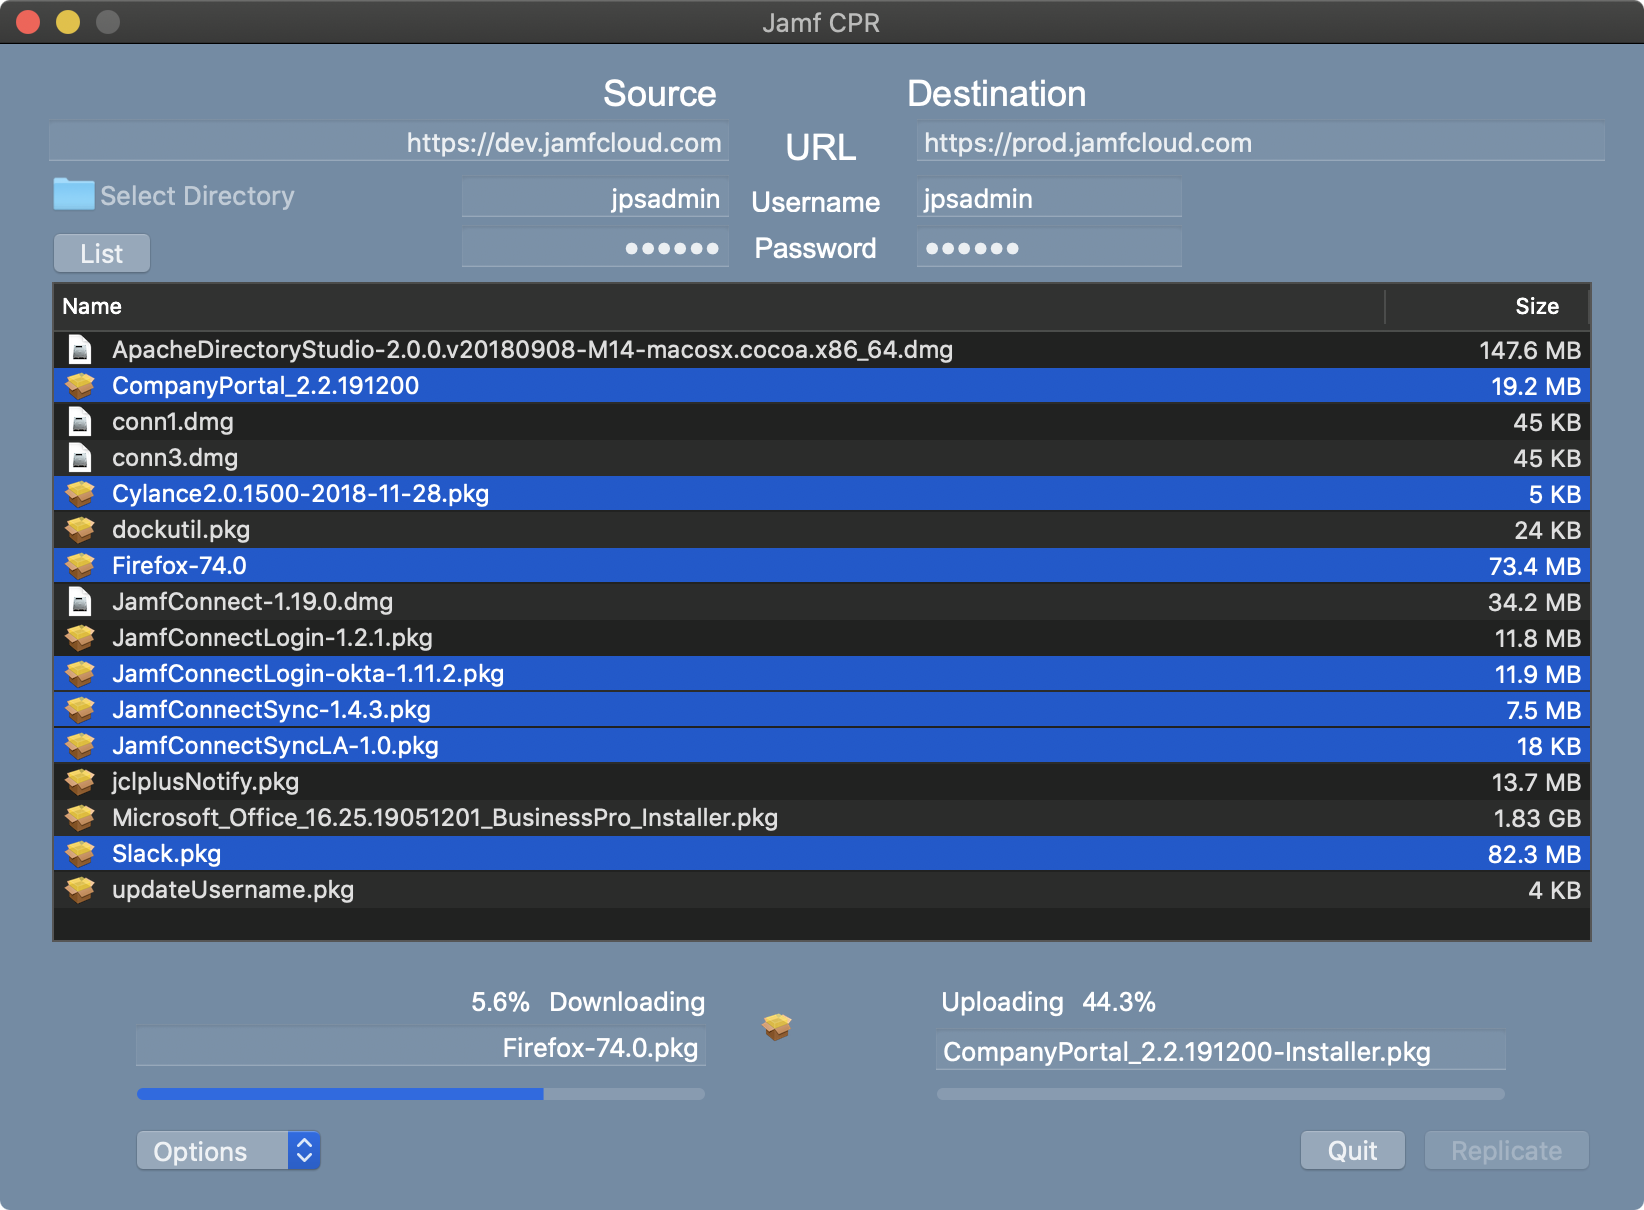 Jamf CPR
Source
Destination
https://dev.jamfcloud.com
URL
https://prod.jamfcloud.com
Select Directory
jpsadmin
Username
jpsadmin
List
••••••
Password
••••••
Name
Size
ApacheDirectoryStudio-2.0.0.v20180908-M14-macosx.cocoa.x86_64.dmg 147.6 MB
CompanyPortal_2.2.191200 19.2 MB
conn1.dmg 45 KB
conn3.dmg 45 KB
Cylance2.0.1500-2018-11-28.pkg 5 KB
dockutil.pkg 24 KB
Firefox-74.0 73.4 MB
JamfConnect-1.19.0.dmg 34.2 MB
JamfConnectLogin-1.2.1.pkg 11.8 MB
JamfConnectLogin-okta-1.11.2.pkg 11.9 MB
JamfConnectSync-1.4.3.pkg 7.5 MB
JamfConnectSyncLA-1.0.pkg 18 KB
jclplusNotify.pkg 13.7 MB
Microsoft_Office_16.25.19051201_BusinessPro_Installer.pkg 1.83 GB
Slack.pkg 82.3 MB
updateUsername.pkg 4 KB
5.6% Downloading
Uploading 44.3%
Firefox-74.0.pkg
CompanyPortal_2.2.191200-Installer.pkg
Options
Quit
Replicate